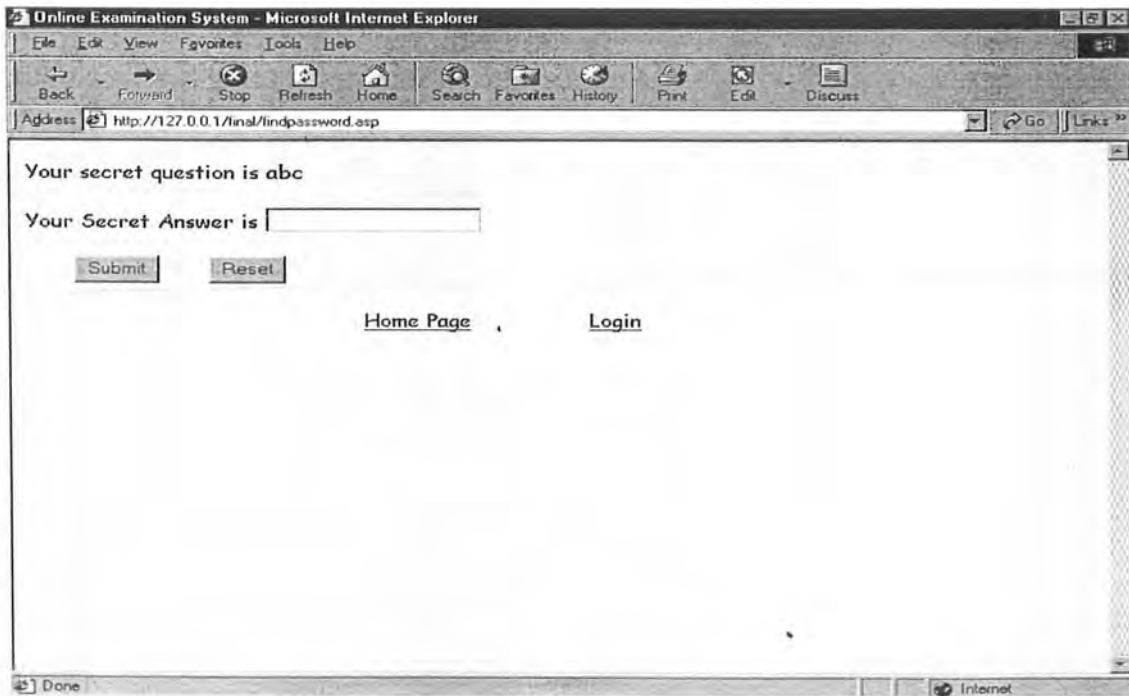 Online Examination System - Microsoft Internet Explorer
File Edit View Favorites Tools Help
Back Forward Stop Refresh Home Search Favorites History Print Edit Discuss
Address http://127.0.0.1/final/findpassword.asp Go Links »
Your secret question is abc
Your Secret Answer is
Submit Reset
Home Page Login
Done Internet